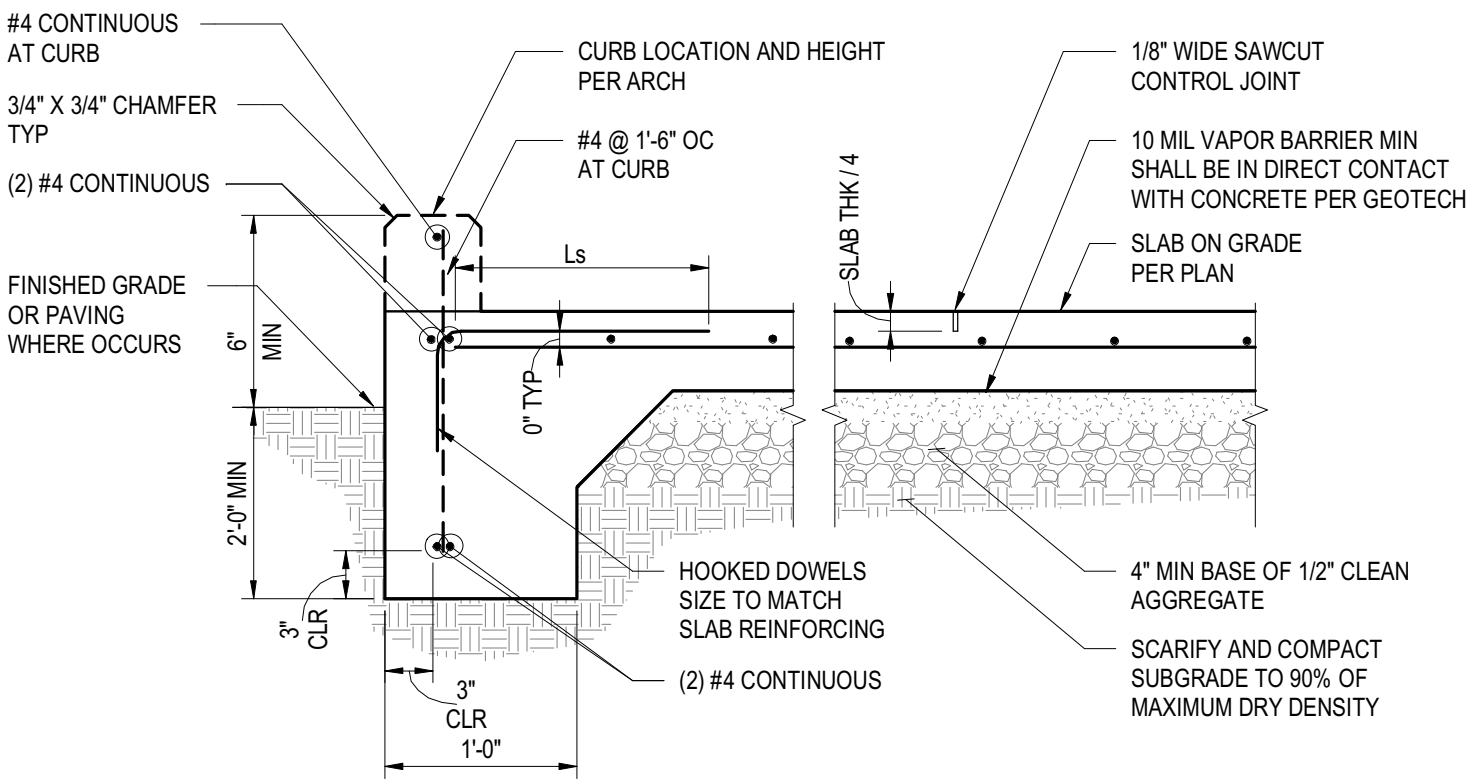 #4 CONTINUOUS
AT CURB
3/4" X 3/4" CHAMFER
TYP
(2) #4 CONTINUOUS
FINISHED GRADE
OR PAVING
WHERE OCCURS
6"
MIN
2'-0" MIN
3"
CLR
3"
CLR
1'-0"
CURB LOCATION AND HEIGHT
PER ARCH
#4 @ 1'-6" OC
AT CURB
Ls
0" TYP
HOOKED DOWELS
SIZE TO MATCH
SLAB REINFORCING
(2) #4 CONTINUOUS
SLAB THK / 4
1/8" WIDE SAWCUT
CONTROL JOINT
10 MIL VAPOR BARRIER MIN
SHALL BE IN DIRECT CONTACT
WITH CONCRETE PER GEOTECH
SLAB ON GRADE
PER PLAN
4" MIN BASE OF 1/2" CLEAN
AGGREGATE
SCARIFY AND COMPACT
SUBGRADE TO 90% OF
MAXIMUM DRY DENSITY